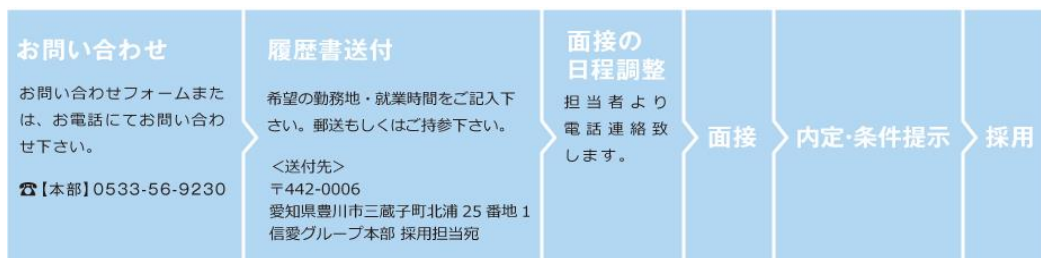 お問い合わせ
お問い合わせフォームまた
は、お電話にてお問い合わ
せ下さい。
☎【本部】0533-56-9230
履歴書送付
希望の勤務地・就業時間をご記入下
さい。郵送もしくはご持参下さい。
＜送付先＞
〒442-0006
愛知県豊川市三蔵子町北浦 25 番地 1
信愛グループ本部 採用担当宛
面接の
日程調整
担当者より
電話連絡致
します。
面接
内定・条件提示
採用